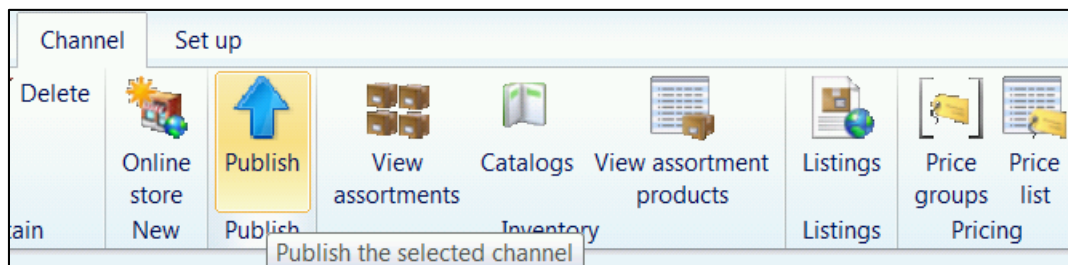 Channel Set up
Delete
Online
store
Publish
View
assortments
Catalogs
View assortment
products
Listings
Price
groups
Price
list
New Publish Inventory Listings Pricing
Publish the selected channel